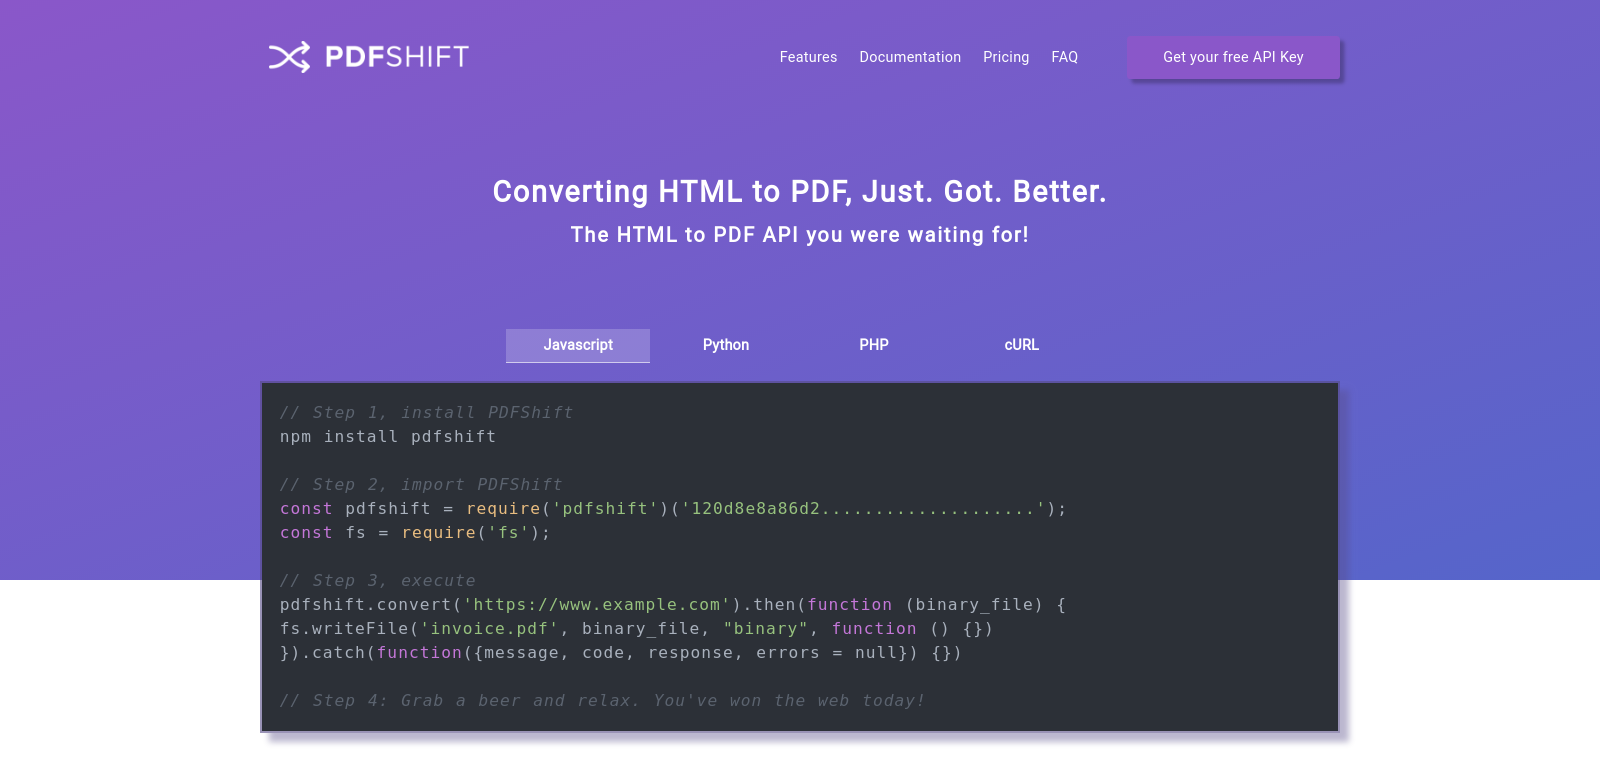 PDFSHIFT
Features Documentation Pricing FAQ Get your free API Key
Converting HTML to PDF, Just. Got. Better.
The HTML to PDF API you were waiting for!
Javascript Python PHP cURL
// Step 1, install PDFShift
npm install pdfshift
// Step 2, import PDFShift
const pdfshift = require('pdfshift')('120d8e8a86d2....................');
const fs = require('fs');
// Step 3, execute
pdfshift.convert('https://www.example.com').then(function (binary_file) {
fs.writeFile('invoice.pdf', binary_file, "binary", function () {})
}).catch(function({message, code, response, errors = null}) {})
// Step 4: Grab a beer and relax. You've won the web today!